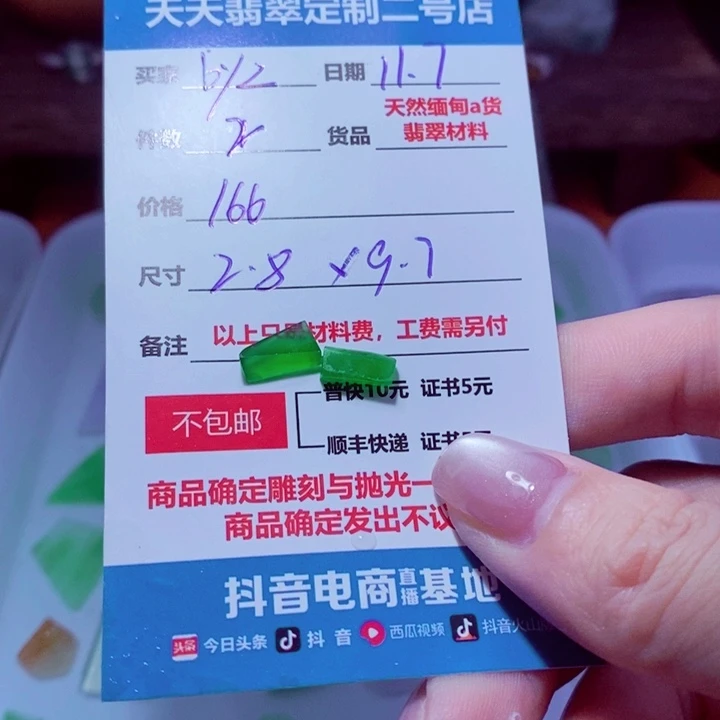 天天翡翠定制二号店
买家 612 日期 11.7
件数 2 货品 天然缅甸a货
翡翠材料
价格 166
尺寸 2.8 x 9.7
备注 以上只是材料费，工费需另付
不包邮
普快10元 证书5元
顺丰快递 证书
商品确定雕刻与抛光一
商品确定发出不议
抖音电商直播基地
头条 今日头条 抖音 西瓜视频 抖音火山